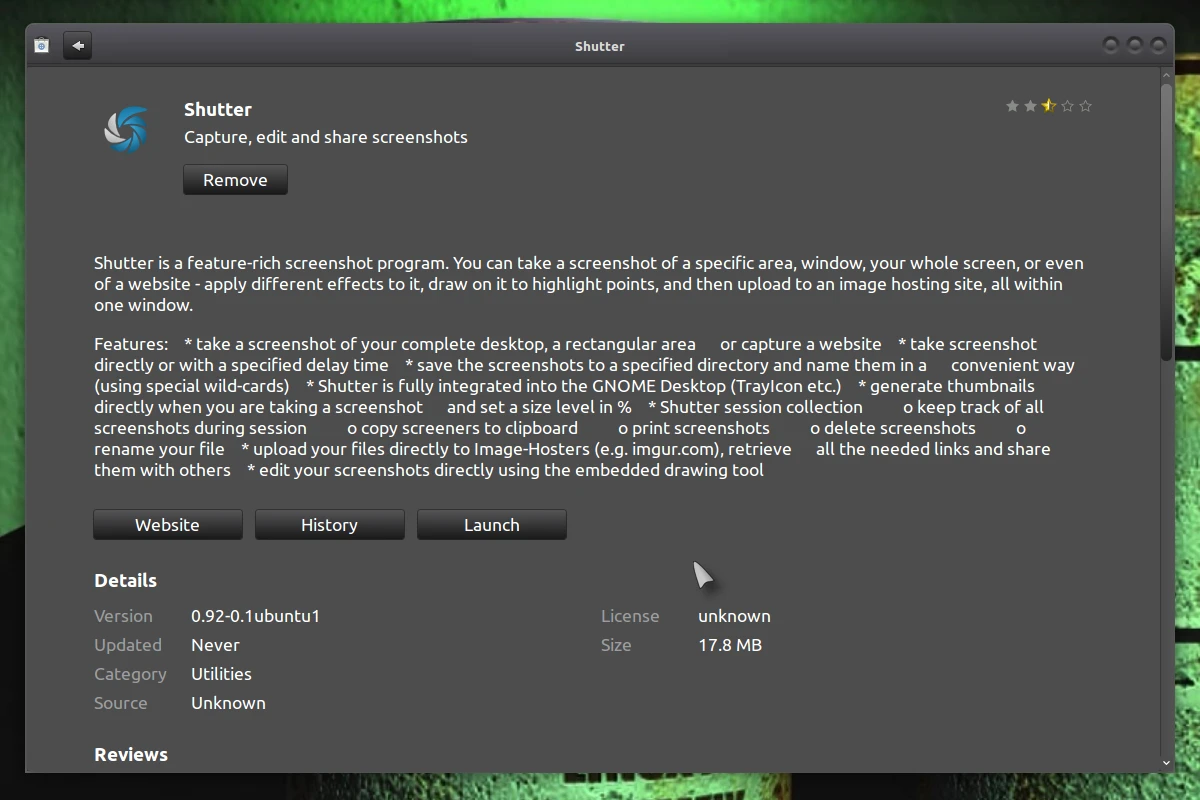 Shutter
Shutter
Capture, edit and share screenshots
Remove
Shutter is a feature-rich screenshot program. You can take a screenshot of a specific area, window, your whole screen, or even
of a website - apply different effects to it, draw on it to highlight points, and then upload to an image hosting site, all within
one window.
Features: * take a screenshot of your complete desktop, a rectangular area or capture a website * take screenshot
directly or with a specified delay time * save the screenshots to a specified directory and name them in a convenient way
(using special wild-cards) * Shutter is fully integrated into the GNOME Desktop (TrayIcon etc.) * generate thumbnails
directly when you are taking a screenshot and set a size level in % * Shutter session collection o keep track of all
screenshots during session o copy screeners to clipboard o print screenshots o delete screenshots o
rename your file * upload your files directly to Image-Hosters (e.g. imgur.com), retrieve all the needed links and share
them with others * edit your screenshots directly using the embedded drawing tool
Website History Launch
Details
Version 0.92-0.1ubuntu1 License unknown
Updated Never Size 17.8 MB
Category Utilities
Source Unknown
Reviews